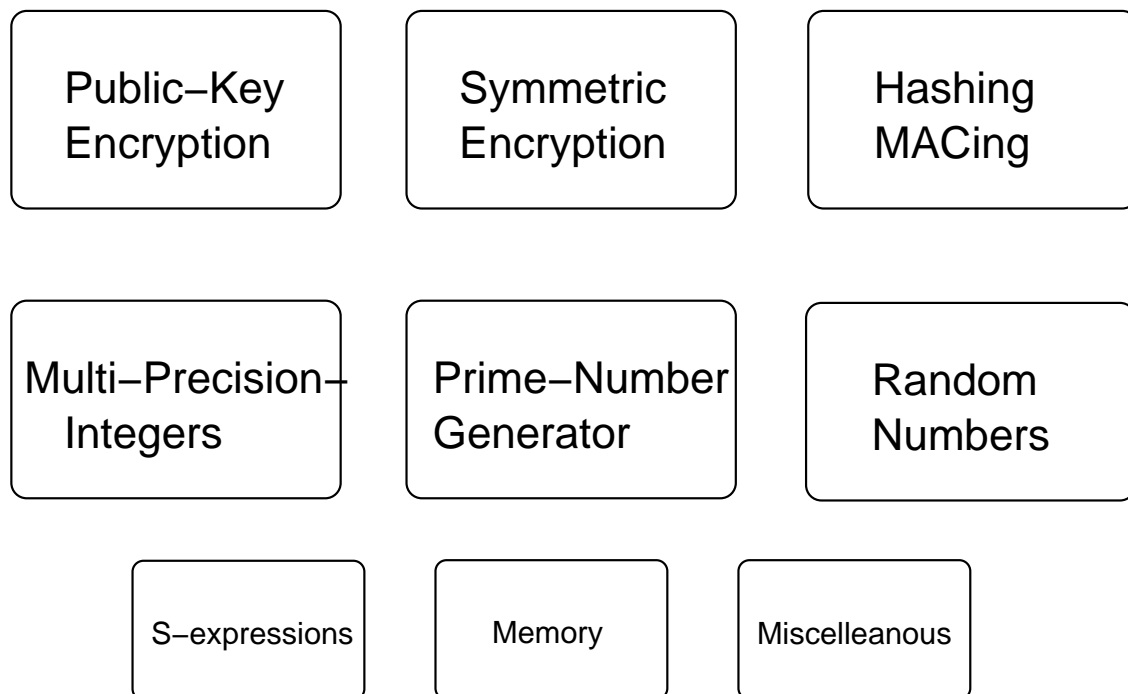 Public−Key
Encryption
Symmetric
Encryption
Hashing
MACing
Multi−Precision−
Integers
Prime−Number
Generator
Random
Numbers
S−expressions
Memory
Miscelleanous